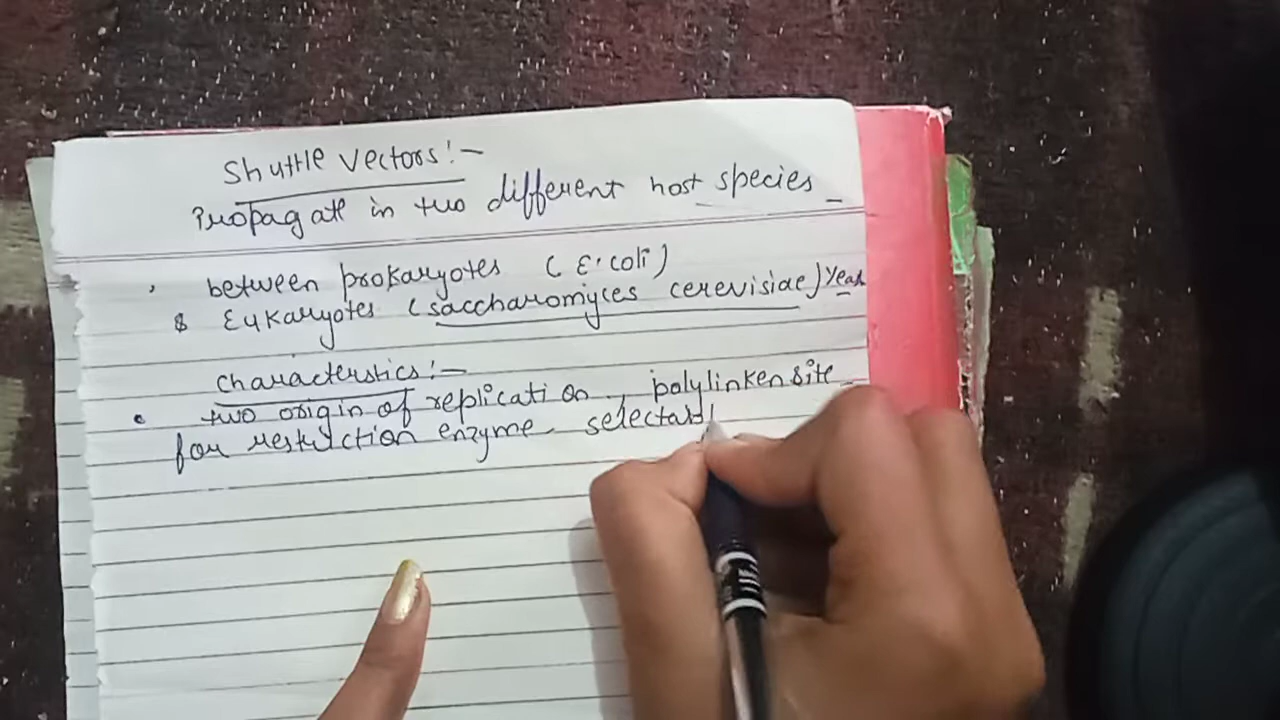 Shuttle Vectors:-
Propagate in two different host species
between prokaryotes (E. coli)
& Eukaryotes (saccharomyces cerevisiae) Yeast
characterstics:-
• two origin of replication, polylinker site
for restriction enzyme, selectabl